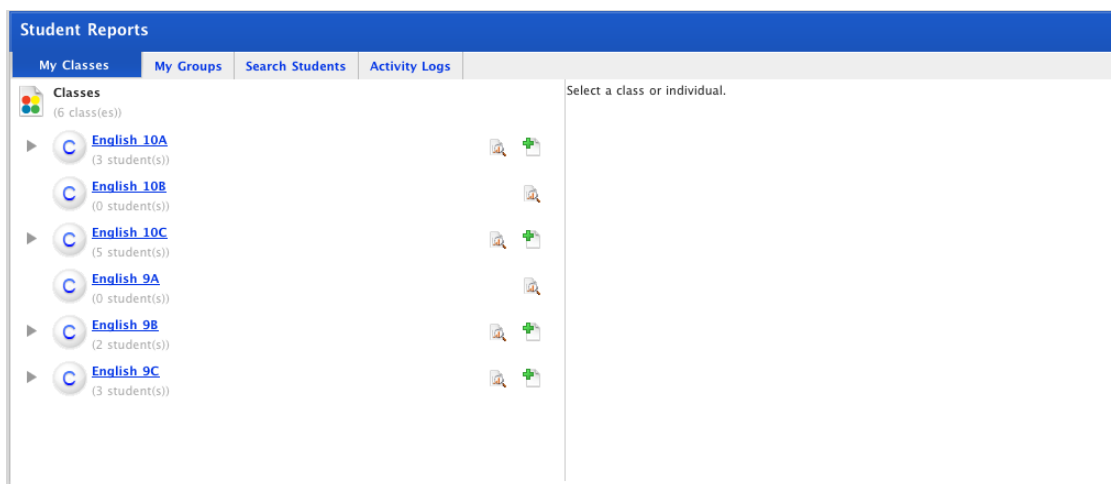 Student Reports
My Classes My Groups Search Students Activity Logs
Classes
(6 class(es))
Select a class or individual.
C English 10A
(3 student(s))
C English 10B
(0 student(s))
C English 10C
(5 student(s))
C English 9A
(0 student(s))
C English 9B
(2 student(s))
C English 9C
(3 student(s))